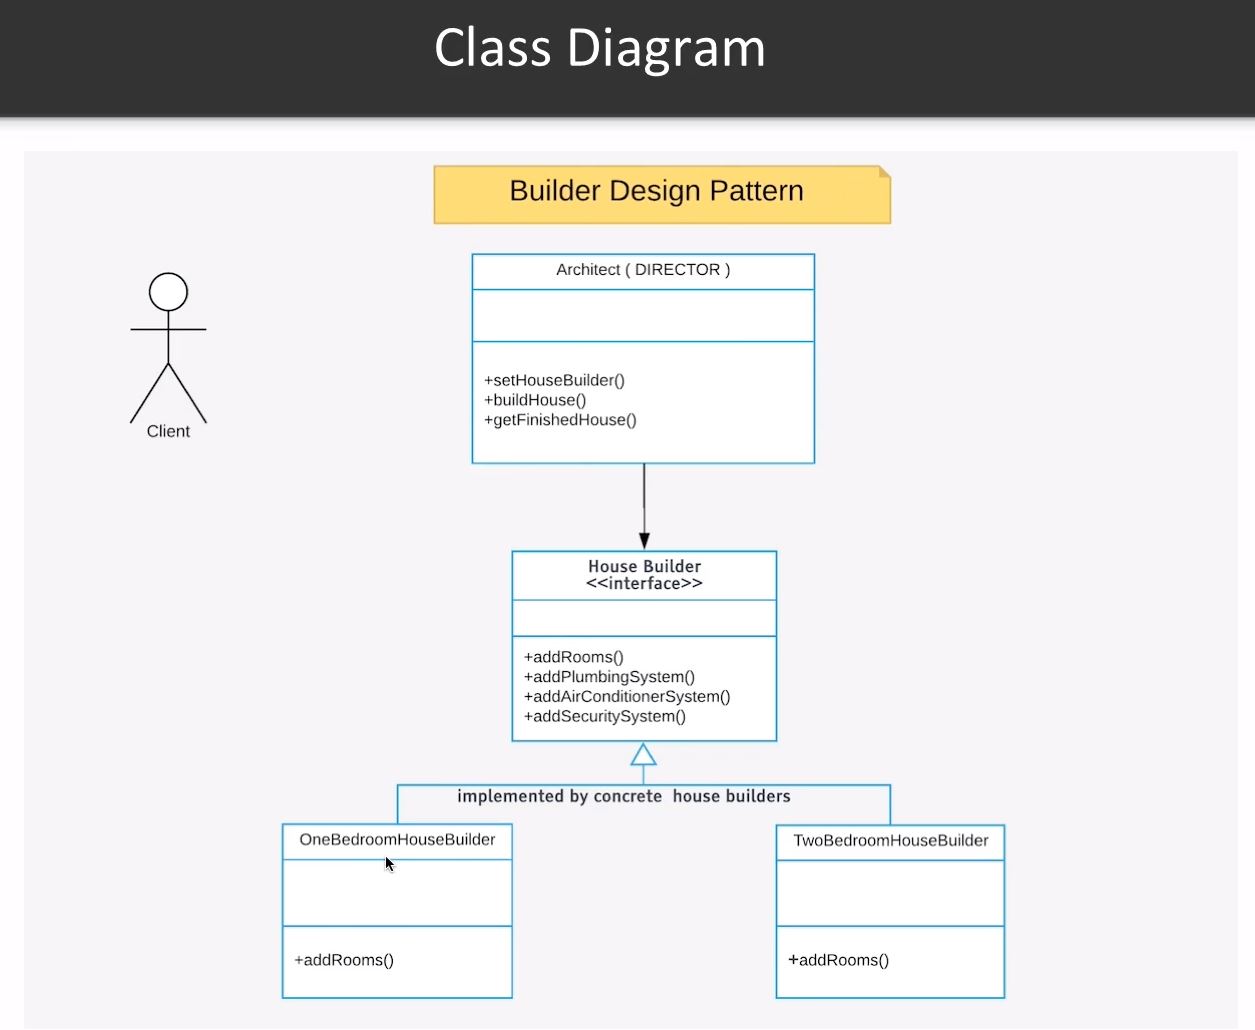 Class Diagram
Builder Design Pattern
Architect ( DIRECTOR )
+setHouseBuilder()
+buildHouse()
+getFinishedHouse()
Client
House Builder
<<interface>>
+addRooms()
+addPlumbingSystem()
+addAirConditionerSystem()
+addSecuritySystem()
implemented by concrete  house builders
OneBedroomHouseBuilder
+addRooms()
TwoBedroomHouseBuilder
+addRooms()